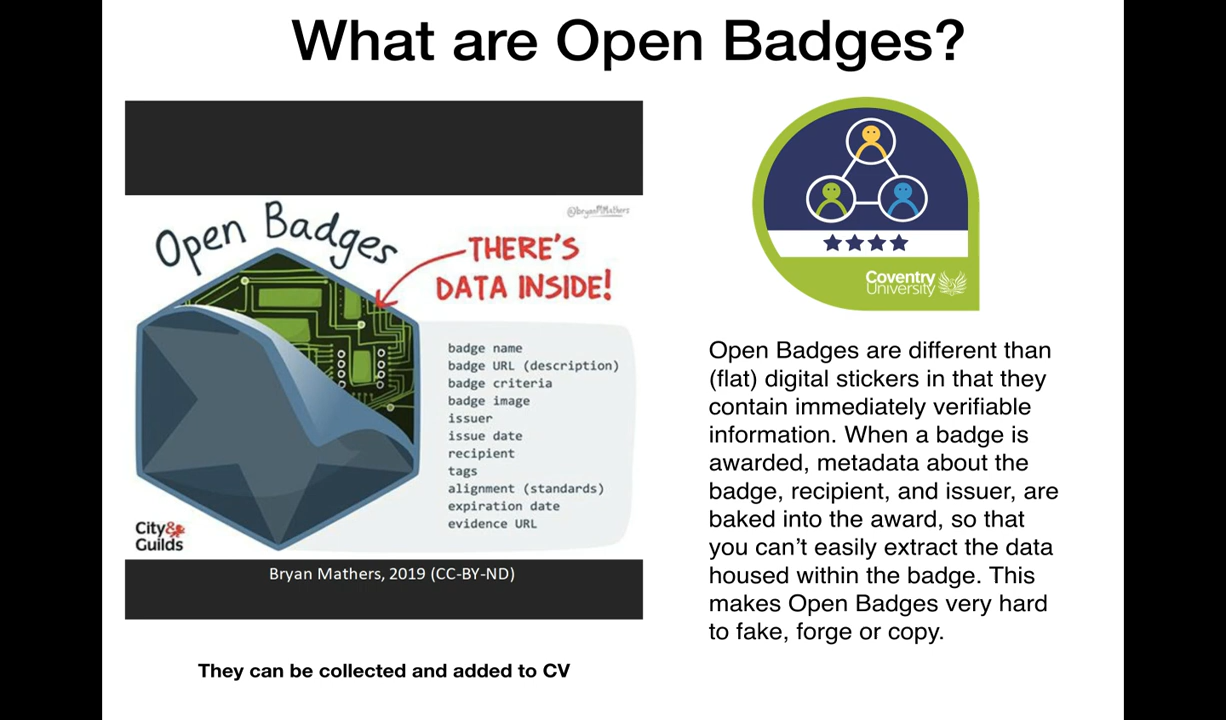 What are Open Badges?
Open Badges
@bryanMMathers
THERE'S
DATA INSIDE!
badge name
badge URL (description)
badge criteria
badge image
issuer
issue date
recipient
tags
alignment (standards)
expiration date
evidence URL
City&
Guilds
Bryan Mathers, 2019 (CC-BY-ND)
They can be collected and added to CV
Coventry
University
Open Badges are different than
(flat) digital stickers in that they
contain immediately verifiable
information. When a badge is
awarded, metadata about the
badge, recipient, and issuer, are
baked into the award, so that
you can’t easily extract the data
housed within the badge. This
makes Open Badges very hard
to fake, forge or copy.